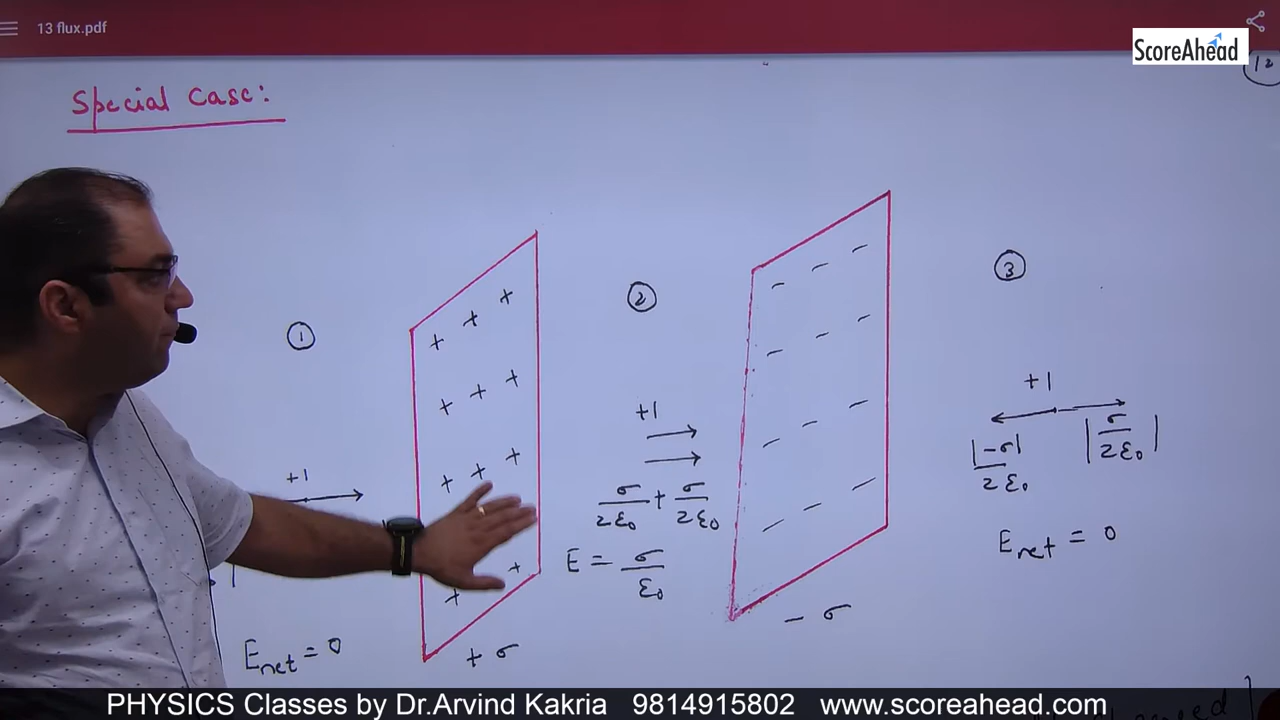 13 flux.pdf
ScoreAhead
Special Case:
①
②
③
+ + +
+ + +
+ + +
+ +
− − −
− − −
− − −
− − −
+1
+1
+1
σ/2ε₀ + σ/2ε₀
E = σ/ε₀
|−σ|/2ε₀
|σ/2ε₀|
E_net = 0
E_net = 0
+ σ
− σ
PHYSICS Classes by Dr.Arvind Kakria 9814915802 www.scoreahead.com